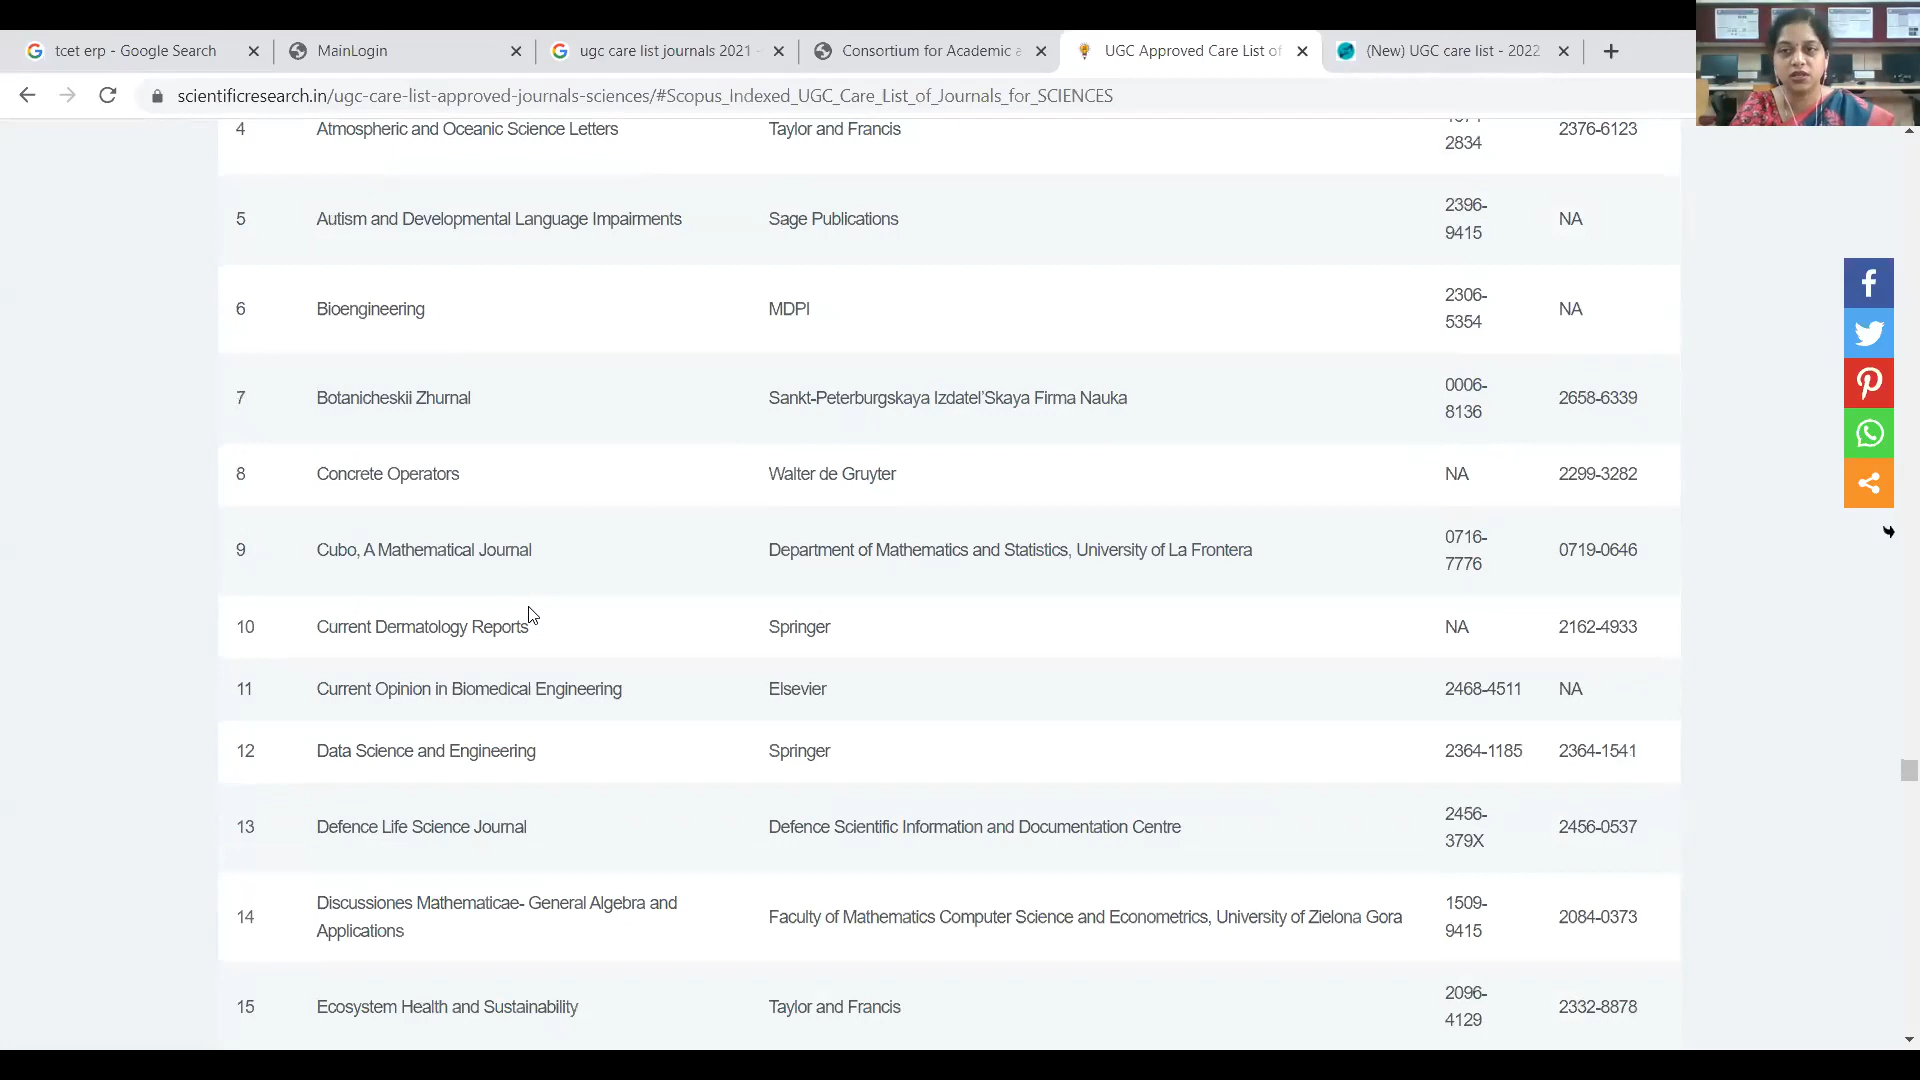 tcet erp - Google Search
MainLogin
ugc care list journals 2021 -
Consortium for Academic a
UGC Approved Care List of
(New) UGC care list - 2022
scientificresearch.in/ugc-care-list-approved-journals-sciences/#Scopus_Indexed_UGC_Care_List_of_Journals_for_SCIENCES
4 Atmospheric and Oceanic Science Letters Taylor and Francis 2376-6123
2834
5 Autism and Developmental Language Impairments Sage Publications 2396-
9415 NA
6 Bioengineering MDPI 2306-
5354 NA
7 Botanicheskii Zhurnal Sankt-Peterburgskaya Izdatel’Skaya Firma Nauka 0006-
8136 2658-6339
8 Concrete Operators Walter de Gruyter NA 2299-3282
9 Cubo, A Mathematical Journal Department of Mathematics and Statistics, University of La Frontera 0716-
7776 0719-0646
10 Current Dermatology Reports Springer NA 2162-4933
11 Current Opinion in Biomedical Engineering Elsevier 2468-4511 NA
12 Data Science and Engineering Springer 2364-1185 2364-1541
13 Defence Life Science Journal Defence Scientific Information and Documentation Centre 2456-
379X 2456-0537
14 Discussiones Mathematicae- General Algebra and
Applications Faculty of Mathematics Computer Science and Econometrics, University of Zielona Gora 1509-
9415 2084-0373
15 Ecosystem Health and Sustainability Taylor and Francis 2096-
4129 2332-8878